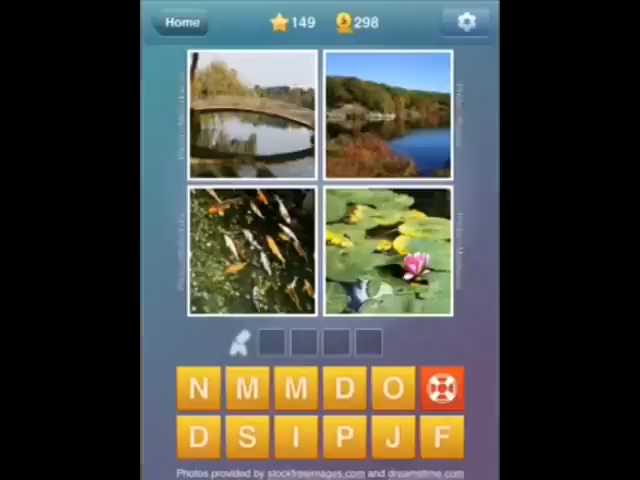 Home 149 298
N M M D O
D S I P J F
Photos provided by stockfreeimages.com and dreamstime.com